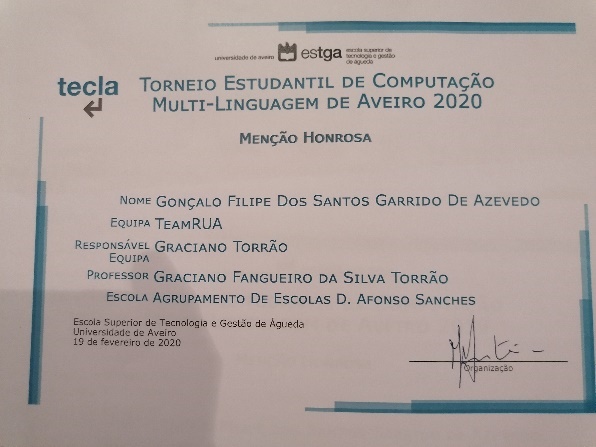 universidade de aveiro estga escola superior de
tecnologia e gestão
de águeda
tecla
TORNEIO ESTUDANTIL DE COMPUTAÇÃO
MULTI-LINGUAGEM DE AVEIRO 2020
MENÇÃO HONROSA
NOME GONÇALO FILIPE DOS SANTOS GARRIDO DE AZEVEDO
EQUIPA TEAMRUA
RESPONSÁVEL GRACIANO TORRÃO
EQUIPA
PROFESSOR GRACIANO FANGUEIRO DA SILVA TORRÃO
ESCOLA AGRUPAMENTO DE ESCOLAS D. AFONSO SANCHES
Escola Superior de Tecnologia e Gestão de Águeda
Universidade de Aveiro
19 de fevereiro de 2020
Organização